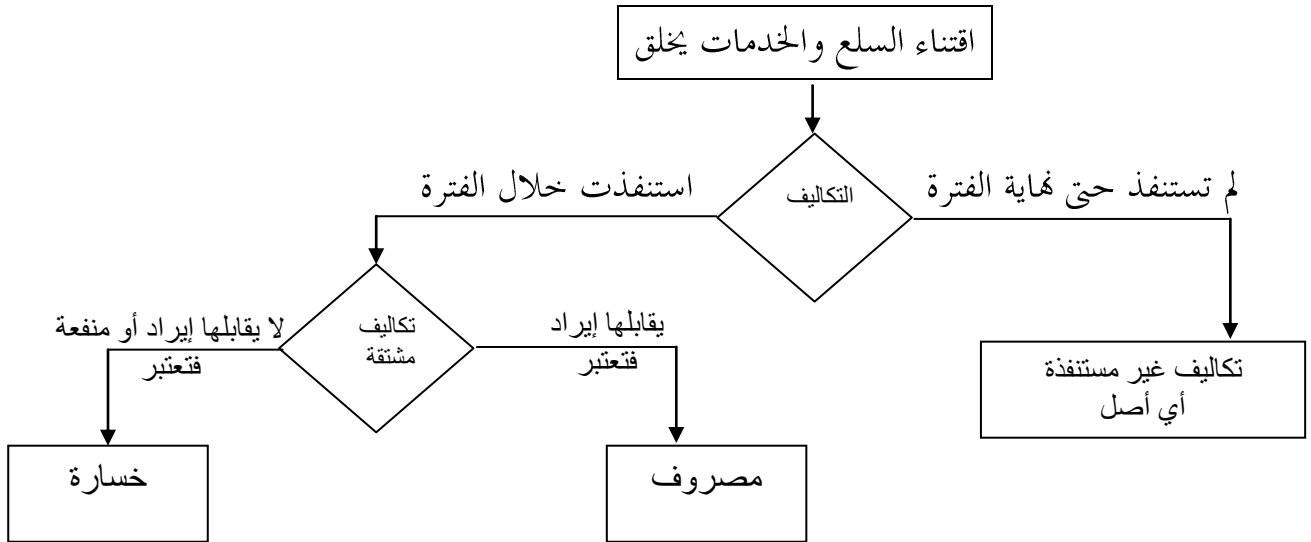 اقتناء السلع والخدمات يخلق
التكاليف
لم تستنفذ حتى نهاية الفترة
استنفذت خلال الفترة
تكاليف غير مستنفذة
أي أصل
تكاليف
مشتقة
يقابلها إيراد
فتعتبر
لا يقابلها إيراد أو منفعة
فتعتبر
مصروف
خسارة